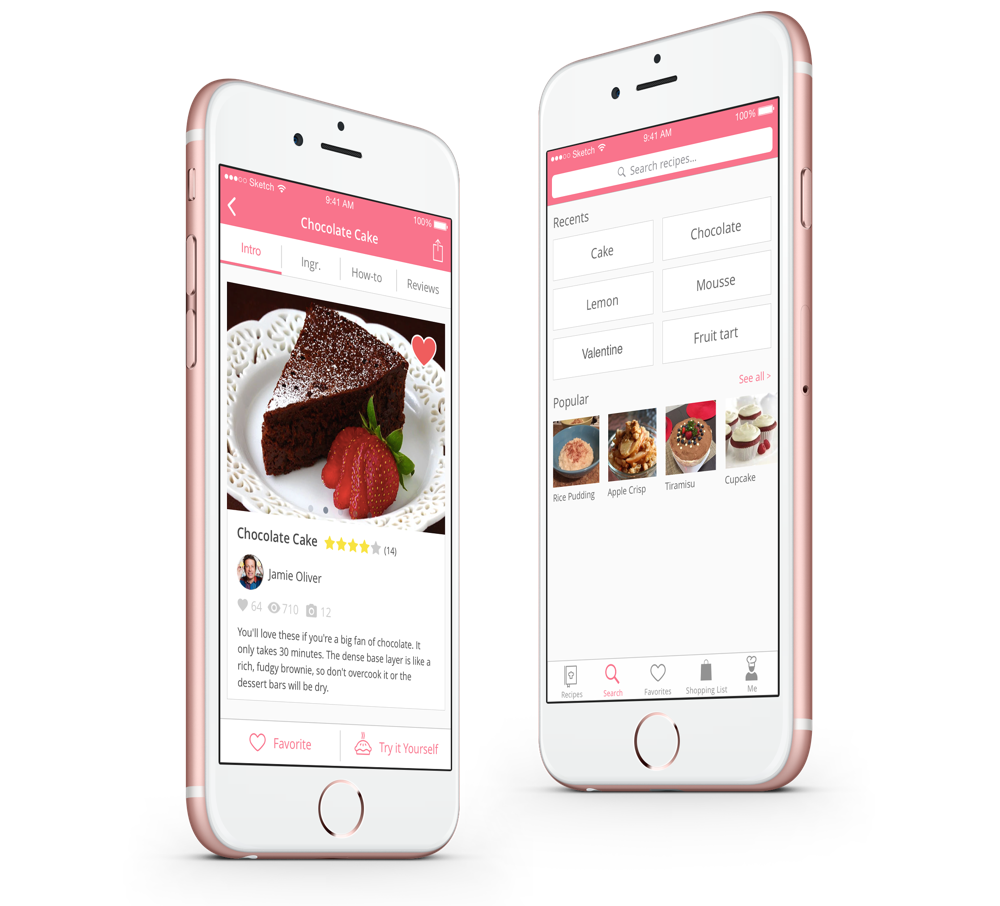 Sketch
9:41 AM
100%
Chocolate Cake
Intro
Ingr.
How-to
Reviews
Chocolate Cake
(14)
Jamie Oliver
64
710
12
You'll love these if you're a big fan of chocolate. It
only takes 30 minutes. The dense base layer is like a
rich, fudgy brownie, so don't overcook it or the
dessert bars will be dry.
Favorite
Try it Yourself
Sketch
9:41 AM
100%
Search recipes...
Recents
Cake
Chocolate
Lemon
Mousse
Valentine
Fruit tart
See all >
Popular
Rice Pudding
Apple Crisp
Tiramisu
Cupcake
Recipes
Search
Favorites
Shopping List
Me